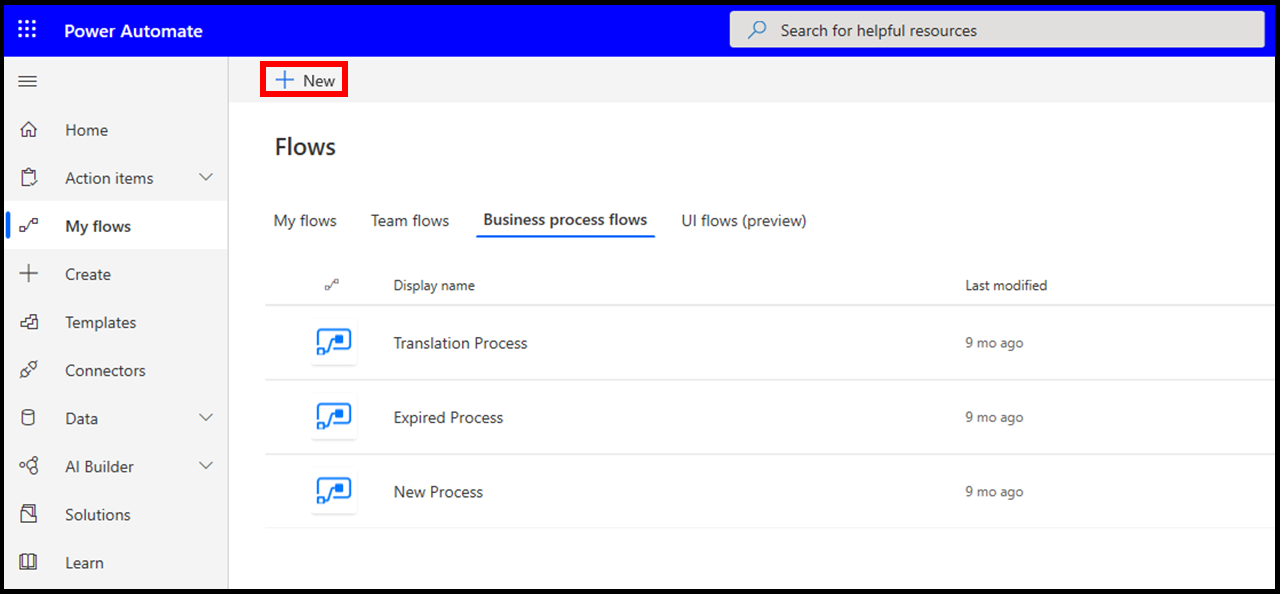 Power Automate
Search for helpful resources
New
Home
Action items
My flows
Create
Templates
Connectors
Data
AI Builder
Solutions
Learn
Flows
My flows Team flows Business process flows UI flows (preview)
Display name Last modified
Translation Process 9 mo ago
Expired Process 9 mo ago
New Process 9 mo ago